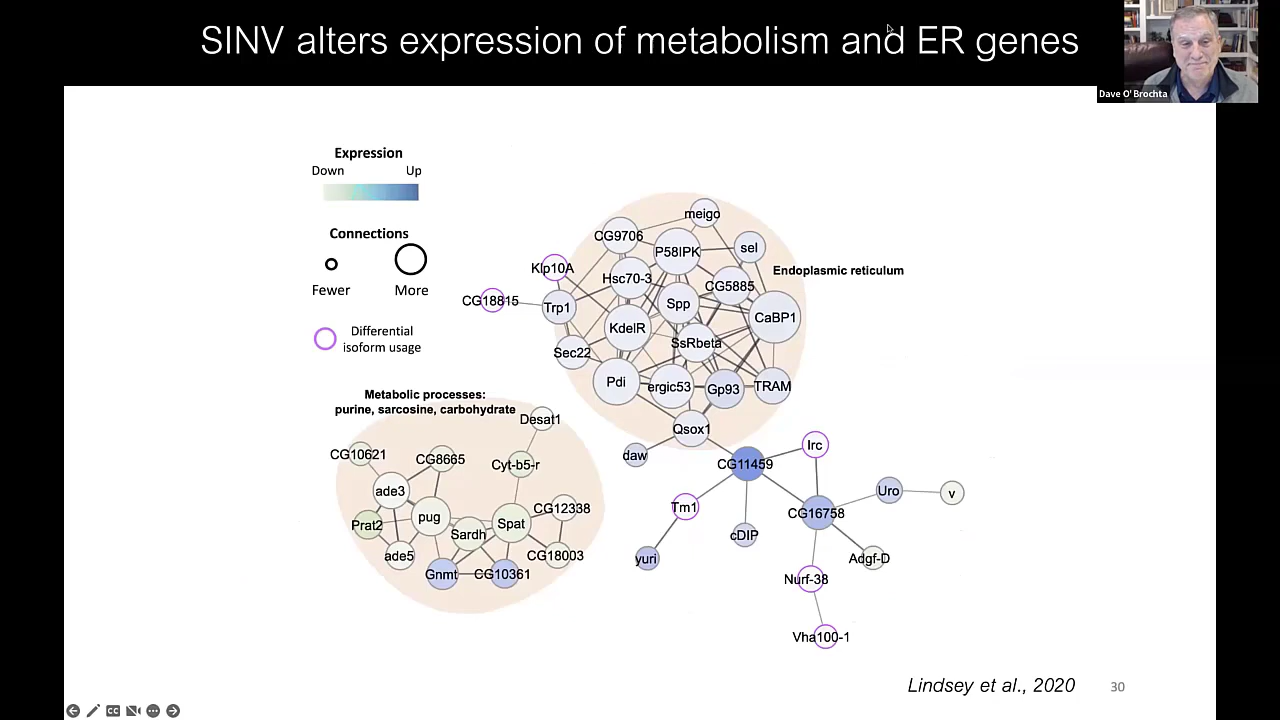 SINV alters expression of metabolism and ER genes
Dave O' Brochta
Expression
Down Up
Connections
Fewer More
Differential
isoform usage
meigo
CG9706
P58IPK
sel
Klp10A
Hsc70-3
CG5885
Endoplasmic reticulum
CG18815
Trp1
Spp
CaBP1
KdelR
SsRbeta
Sec22
Pdi
ergic53
Gp93
TRAM
Qsox1
Metabolic processes:
purine, sarcosine, carbohydrate
Desat1
CG10621
CG8665
Cyt-b5-r
ade3
pug
CG12338
Prat2
Sardh
Spat
ade5
CG18003
Gnmt
CG10361
daw
CG11459
Irc
Tm1
CG16758
Uro
v
cDIP
yuri
Adgf-D
Nurf-38
Vha100-1
Lindsey et al., 2020
30
CC